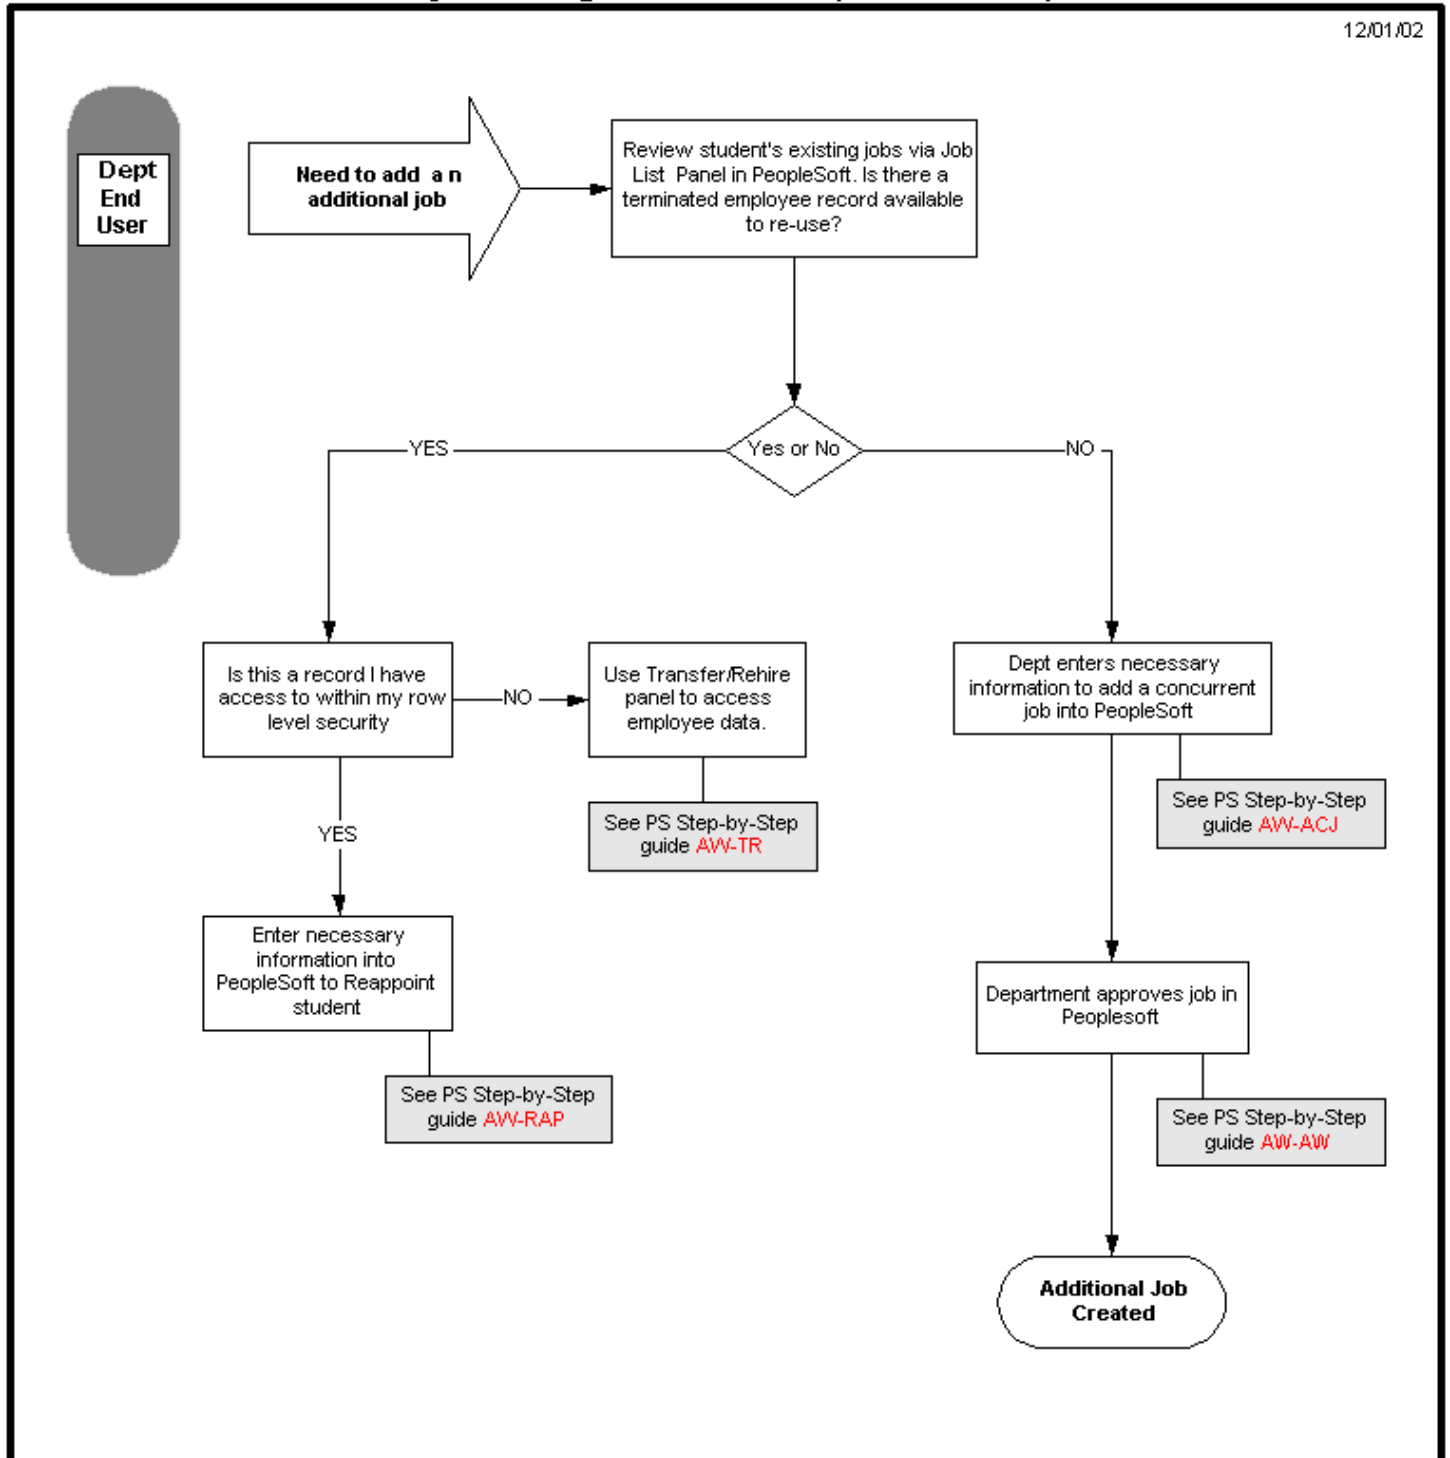 12/01/02
Dept
End
User
Need to add a n
additional job
Review student's existing jobs via Job
List Panel in PeopleSoft. Is there a
terminated employee record available
to re-use?
YES
Yes or No
NO
Is this a record I have
access to within my row
level security
NO
Use Transfer/Rehire
panel to access
employee data.
Dept enters necessary
information to add a concurrent
job into PeopleSoft
See PS Step-by-Step
guide AW-TR
See PS Step-by-Step
guide AW-ACJ
YES
Enter necessary
information into
PeopleSoft to Reappoint
student
Department approves job in
Peoplesoft
See PS Step-by-Step
guide AW-RAP
See PS Step-by-Step
guide AW-AW
Additional Job
Created